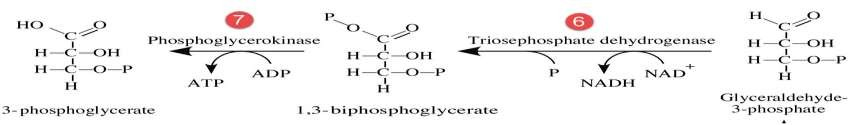 HO
C
O
H
C
OH
H
C
O
P
H
3-phosphoglycerate
7
Phosphoglycerokinase
ATP
ADP
P
O
C
O
H
C
OH
H
C
O
P
H
1,3-biphosphoglycerate
6
Triosephosphate dehydrogenase
P
NADH
NAD+
H
C
O
H
C
OH
H
C
O
P
H
Glyceraldehyde-
3-phosphate